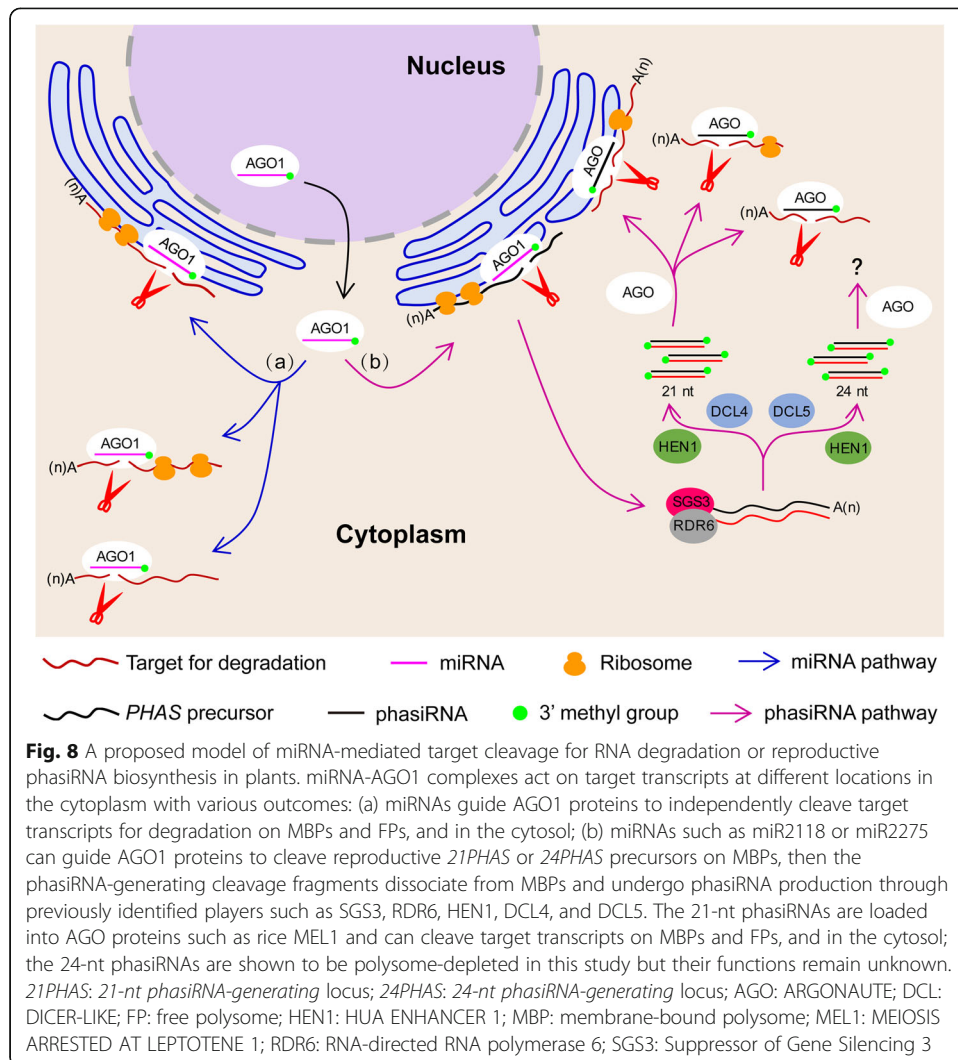 Nucleus
A(n)
AGO
(n)A
AGO
AGO
(n)A
AGO1
(n)A
AGO1
AGO1
(n)A
AGO
?
AGO
AGO1
(a)
(b)
21 nt
24 nt
DCL4
DCL5
HEN1
HEN1
AGO1
(n)A
SGS3
RDR6
A(n)
Cytoplasm
AGO1
(n)A
Target for degradation
miRNA
Ribosome
miRNA pathway
PHAS precursor
phasiRNA
3' methyl group
phasiRNA pathway
Fig. 8 A proposed model of miRNA-mediated target cleavage for RNA degradation or reproductive
phasiRNA biosynthesis in plants. miRNA-AGO1 complexes act on target transcripts at different locations in
the cytoplasm with various outcomes: (a) miRNAs guide AGO1 proteins to independently cleave target
transcripts for degradation on MBPs and FPs, and in the cytosol; (b) miRNAs such as miR2118 or miR2275
can guide AGO1 proteins to cleave reproductive 21PHAS or 24PHAS precursors on MBPs, then the
phasiRNA-generating cleavage fragments dissociate from MBPs and undergo phasiRNA production through
previously identified players such as SGS3, RDR6, HEN1, DCL4, and DCL5. The 21-nt phasiRNAs are loaded
into AGO proteins such as rice MEL1 and can cleave target transcripts on MBPs and FPs, and in the cytosol;
the 24-nt phasiRNAs are shown to be polysome-depleted in this study but their functions remain unknown.
21PHAS: 21-nt phasiRNA-generating locus; 24PHAS: 24-nt phasiRNA-generating locus; AGO: ARGONAUTE; DCL:
DICER-LIKE; FP: free polysome; HEN1: HUA ENHANCER 1; MBP: membrane-bound polysome; MEL1: MEIOSIS
ARRESTED AT LEPTOTENE 1; RDR6: RNA-directed RNA polymerase 6; SGS3: Suppressor of Gene Silencing 3